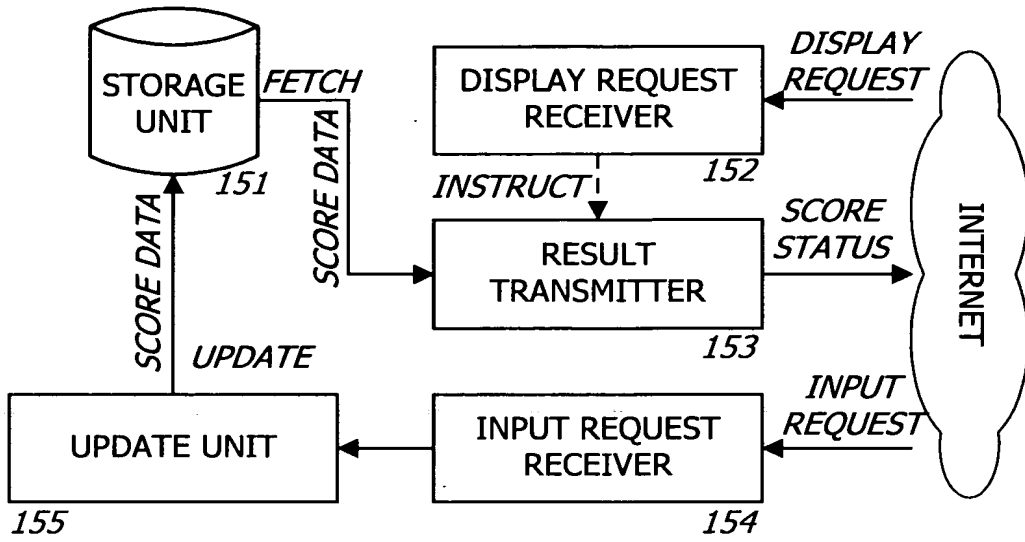 STORAGE
UNIT
151
FETCH
SCORE DATA
DISPLAY REQUEST
RECEIVER
152
DISPLAY
REQUEST
INSTRUCT
RESULT
TRANSMITTER
153
SCORE
STATUS
INTERNET
SCORE DATA
UPDATE
UPDATE UNIT
155
INPUT REQUEST
RECEIVER
154
INPUT
REQUEST